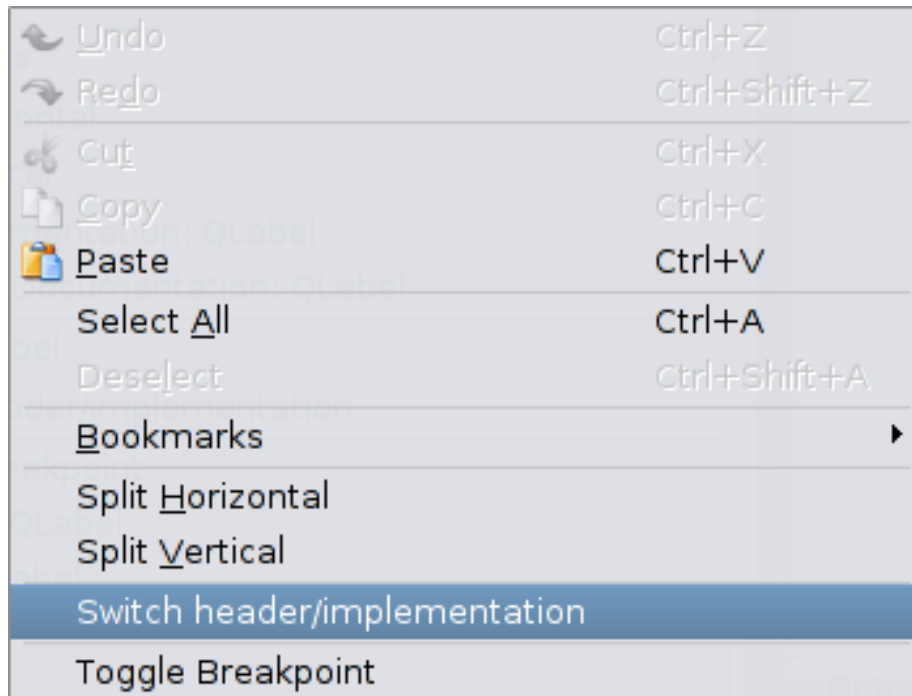 Undo Ctrl+Z
Redo Ctrl+Shift+Z
Cut Ctrl+X
Copy Ctrl+C
Paste Ctrl+V
Select All Ctrl+A
Deselect Ctrl+Shift+A
Bookmarks
Split Horizontal
Split Vertical
Switch header/implementation
Toggle Breakpoint